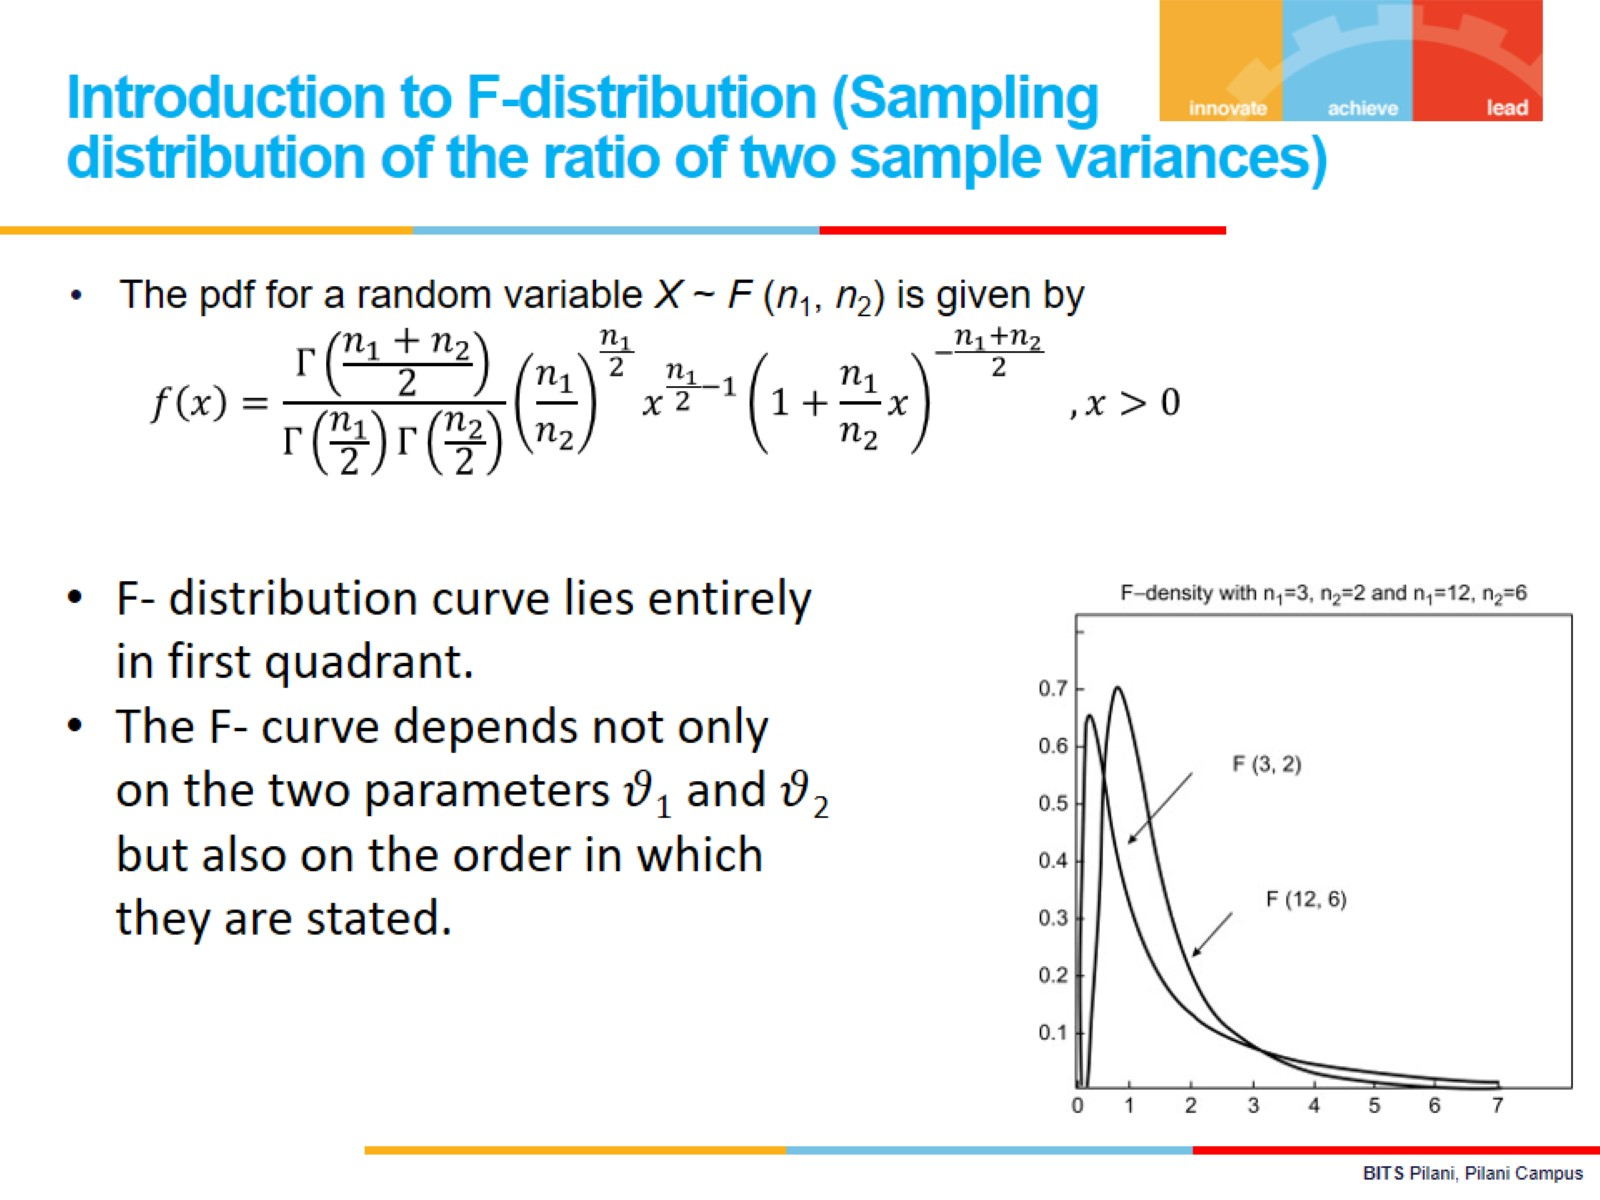 innovate achieve lead
Introduction to F-distribution (Sampling
distribution of the ratio of two sample variances)
• The pdf for a random variable X ~ F (n₁, n₂) is given by
f(x) = Γ((n₁ + n₂)/2) / (Γ(n₁/2) Γ(n₂/2)) (n₁/n₂)^(n₁/2) x^(n₁/2 −1) (1 + n₁/n₂ x)^(−(n₁+n₂)/2) , x > 0
• F- distribution curve lies entirely
in first quadrant.
• The F- curve depends not only
on the two parameters ϑ₁ and ϑ₂
but also on the order in which
they are stated.
F–density with n₁=3, n₂=2 and n₁=12, n₂=6
0.7
0.6
0.5
0.4
0.3
0.2
0.1
F (3, 2)
F (12, 6)
0 1 2 3 4 5 6 7
BITS Pilani, Pilani Campus